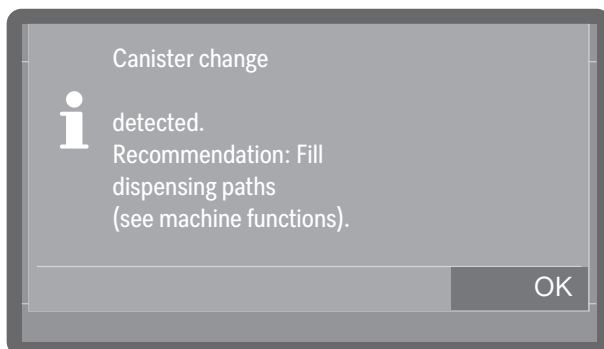 Canister change
detected.
Recommendation: Fill
dispensing paths
(see machine functions).
OK